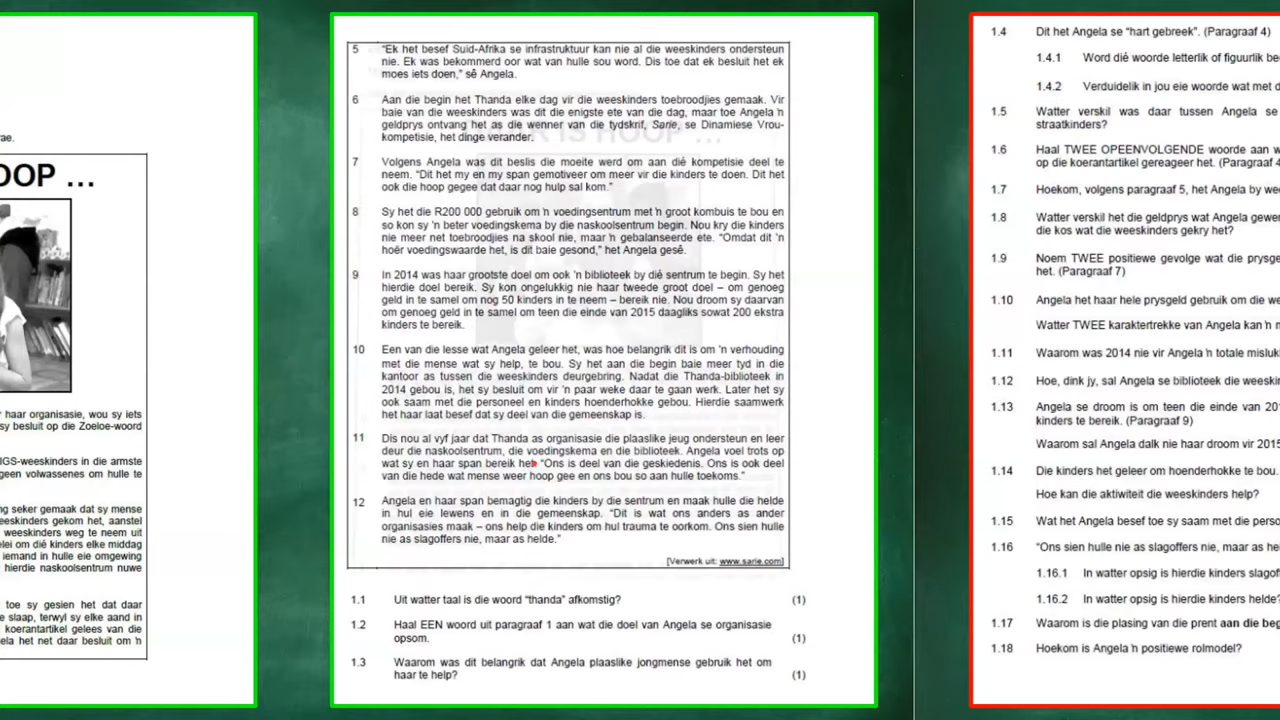 rae.
OOP ...
haar organisasie, wou sy iets
sy besluit op die Zoeloe-woord
IGS-weeskinders in die armste
geen volwassenes om hulle te
ng seker gemaak dat sy mense
eeskinders gekom het, aanstel
weeskinders weg te neem uit
elei om dié kinders elke middag
iemand in hulle eie omgewing
hierdie naskoolsentrum nuwe
toe sy gesien het dat daar
e slaap, terwyl sy elke aand in
koerantartikel gelees van die
ela het net daar besluit om 'n
5 "Ek het besef Suid-Afrika se infrastruktuur kan nie al die weeskinders ondersteun
nie. Ek was bekommerd oor wat van hulle sou word. Dis toe dat ek besluit het ek
moes iets doen," sê Angela.
6 Aan die begin het Thanda elke dag vir die weeskinders toebroodjies gemaak. Vir
baie van die weeskinders was dit die enigste ete van die dag, maar toe Angela 'n
geldprys ontvang het as die wenner van die tydskrif, Sarie, se Dinamiese Vrou-
kompetisie, het dinge verander.
7 Volgens Angela was dit beslis die moeite werd om aan dié kompetisie deel te
neem. "Dit het my en my span gemotiveer om meer vir die kinders te doen. Dit het
ook die hoop gegee dat daar nog hulp sal kom."
8 Sy het die R200 000 gebruik om 'n voedingsentrum met 'n groot kombuis te bou en
so kon sy 'n beter voedingskema by die naskoolsentrum begin. Nou kry die kinders
nie meer net toebroodjies na skool nie, maar 'n gebalanseerde ete. "Omdat dit 'n
hoër voedingswaarde het, is dit baie gesond," het Angela gesê.
9 In 2014 was haar grootste doel om ook 'n biblioteek by dié sentrum te begin. Sy het
hierdie doel bereik. Sy kon ongelukkig nie haar tweede groot doel – om genoeg
geld in te samel om nog 50 kinders in te neem – bereik nie. Nou droom sy daarvan
om genoeg geld in te samel om teen die einde van 2015 daagliks sowat 200 ekstra
kinders te bereik.
10 Een van die lesse wat Angela geleer het, was hoe belangrik dit is om 'n verhouding
met die mense wat sy help, te bou. Sy het aan die begin baie meer tyd in die
kantoor as tussen die weeskinders deurgebring. Nadat die Thanda-biblioteek in
2014 gebou is, het sy besluit om vir 'n paar weke daar te gaan werk. Later het sy
ook saam met die personeel en kinders hoenderhokke gebou. Hierdie saamwerk
het haar laat besef dat sy deel van die gemeenskap is.
11 Dis nou al vyf jaar dat Thanda as organisasie die plaaslike jeug ondersteun en leer
deur die naskoolsentrum, die voedingskema en die biblioteek. Angela voel trots op
wat sy en haar span bereik het. "Ons is deel van die geskiedenis. Ons is ook deel
van die hede wat mense weer hoop gee en ons bou so aan hulle toekoms."
12 Angela en haar span bemagtig die kinders by die sentrum en maak hulle die helde
in hul eie lewens en in die gemeenskap. "Dit is wat ons anders as ander
organisasies maak – ons help die kinders om hul trauma te oorkom. Ons sien hulle
nie as slagoffers nie, maar as helde."
[Verwerk uit: www.sarie.com]
1.1 Uit watter taal is die woord "thanda" afkomstig? (1)
1.2 Haal EEN woord uit paragraaf 1 aan wat die doel van Angela se organisasie
opsom. (1)
1.3 Waarom was dit belangrik dat Angela plaaslike jongmense gebruik het om
haar te help? (1)
1.4 Dit het Angela se "hart gebreek". (Paragraaf 4)
1.4.1 Word dié woorde letterlik of figuurlik be
1.4.2 Verduidelik in jou eie woorde wat met d
1.5 Watter verskil was daar tussen Angela se
straatkinders?
1.6 Haal TWEE OPEENVOLGENDE woorde aan w
op die koerantartikel gereageer het. (Paragraaf 4
1.7 Hoekom, volgens paragraaf 5, het Angela by wee
1.8 Watter verskil het die geldprys wat Angela gewe
die kos wat die weeskinders gekry het?
1.9 Noem TWEE positiewe gevolge wat die prysge
het. (Paragraaf 7)
1.10 Angela het haar hele prysgeld gebruik om die we
Watter TWEE karaktertrekke van Angela kan 'n m
1.11 Waarom was 2014 nie vir Angela 'n totale misluk
1.12 Hoe, dink jy, sal Angela se biblioteek die weeskin
1.13 Angela se droom is om teen die einde van 201
kinders te bereik. (Paragraaf 9)
Waarom sal Angela dalk nie haar droom vir 2015
1.14 Die kinders het geleer om hoenderhokke te bou.
Hoe kan die aktiwiteit die weeskinders help?
1.15 Wat het Angela besef toe sy saam met die perso
1.16 "Ons sien hulle nie as slagoffers nie, maar as hel
1.16.1 In watter opsig is hierdie kinders slagoff
1.16.2 In watter opsig is hierdie kinders helde?
1.17 Waarom is die plasing van die prent aan die beg
1.18 Hoekom is Angela 'n positiewe rolmodel?